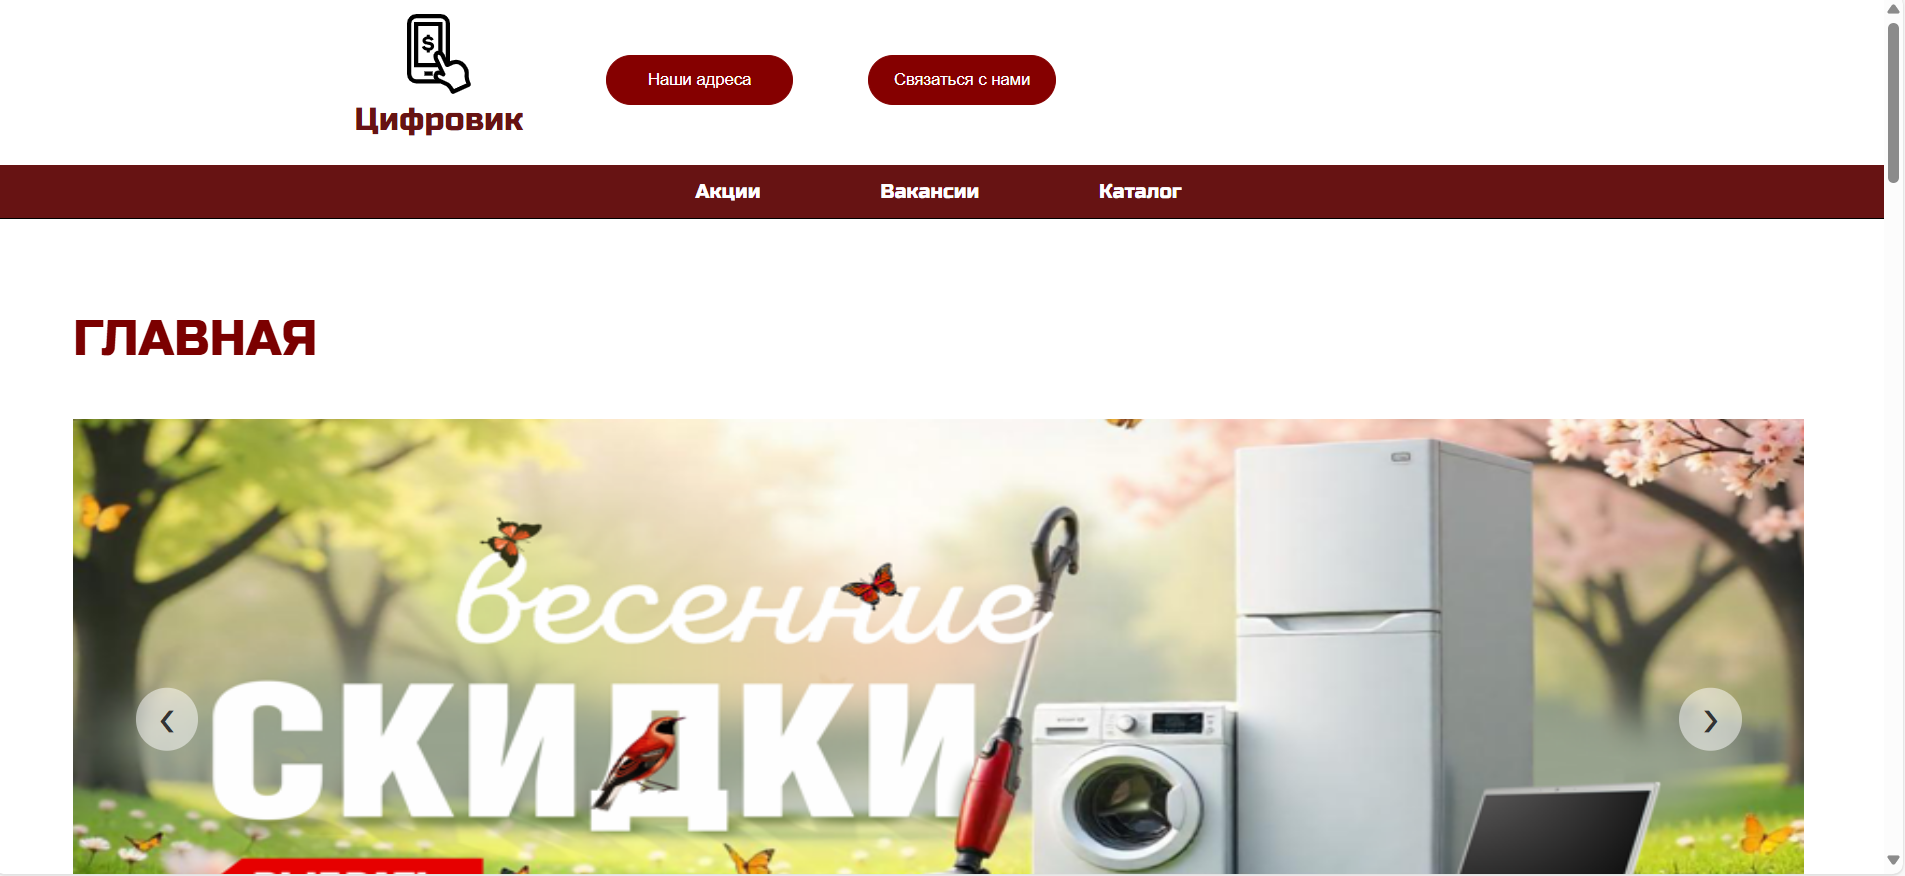 $
Цифровик
Наши адреса
Связаться с нами
Акции
Вакансии
Каталог
ГЛАВНАЯ
весенние
СКИДКИ